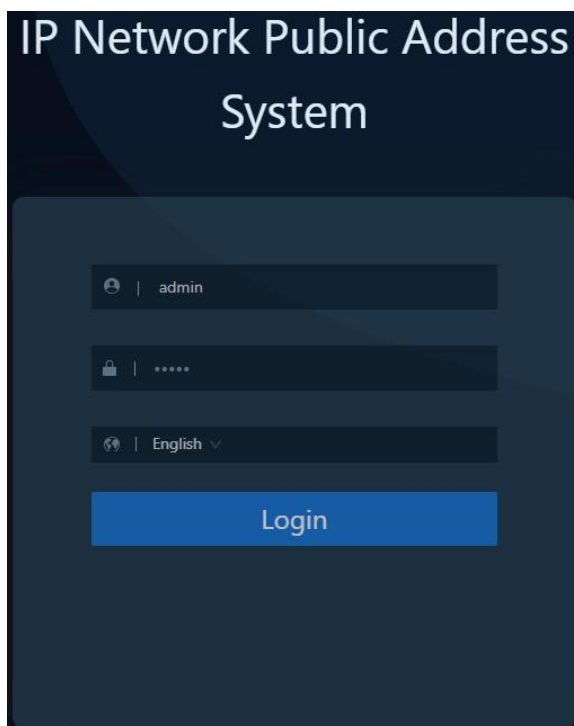 IP Network Public Address
System
admin
•••••
English
Login